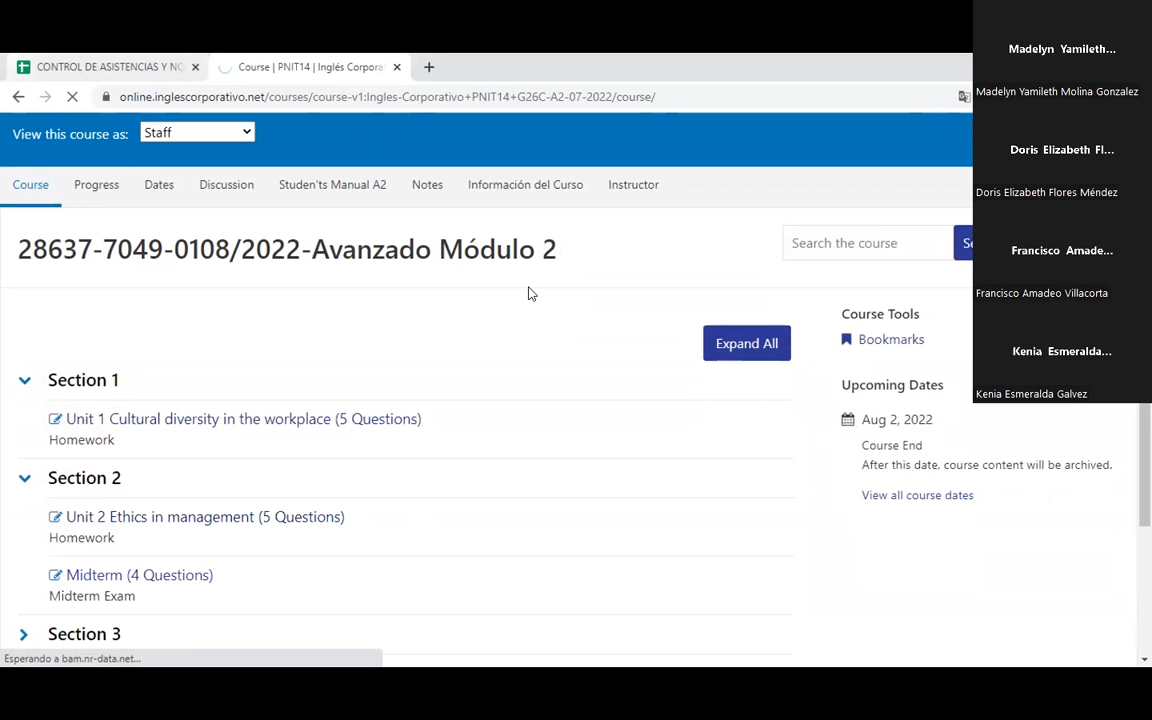 Madelyn Yamileth...
Madelyn Yamileth Molina Gonzalez
Doris Elizabeth Fl...
Doris Elizabeth Flores Méndez
Francisco Amade...
Francisco Amadeo Villacorta
Kenia Esmeralda...
Kenia Esmeralda Galvez
CONTROL DE ASISTENCIAS Y NO
Course | PNIT14 | Inglés Corpora
online.inglescorporativo.net/courses/course-v1:Ingles-Corporativo+PNIT14+G26C-A2-07-2022/course/
View this course as: Staff
Course Progress Dates Discussion Studen'ts Manual A2 Notes Información del Curso Instructor
28637-7049-0108/2022-Avanzado Módulo 2
Search the course
Se
Expand All
Section 1
Unit 1 Cultural diversity in the workplace (5 Questions)
Homework
Section 2
Unit 2 Ethics in management (5 Questions)
Homework
Midterm (4 Questions)
Midterm Exam
Section 3
Course Tools
Bookmarks
Upcoming Dates
Aug 2, 2022
Course End
After this date, course content will be archived.
View all course dates
Esperando a bam.nr-data.net...